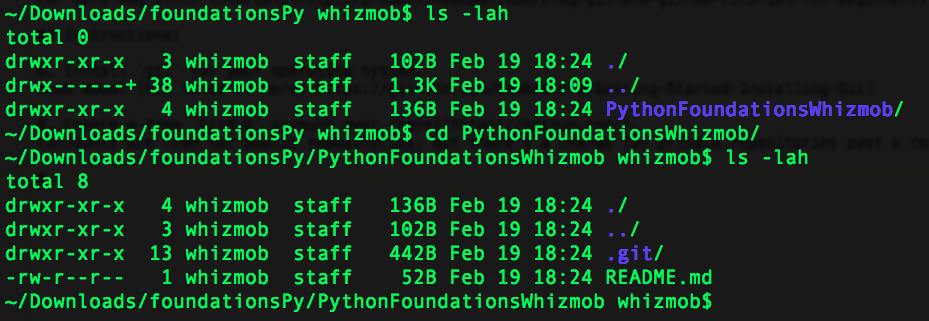 ~/Downloads/foundationsPy whizmob$ ls -lah
total 0
drwxr-xr-x   3 whizmob  staff   102B Feb 19 18:24 ./
drwx------+ 38 whizmob  staff   1.3K Feb 19 18:09 ../
drwxr-xr-x   4 whizmob  staff   136B Feb 19 18:24 PythonFoundationsWhizmob/
~/Downloads/foundationsPy whizmob$ cd PythonFoundationsWhizmob/
~/Downloads/foundationsPy/PythonFoundationsWhizmob whizmob$ ls -lah
total 8
drwxr-xr-x   4 whizmob  staff   136B Feb 19 18:24 ./
drwxr-xr-x   3 whizmob  staff   102B Feb 19 18:24 ../
drwxr-xr-x  13 whizmob  staff   442B Feb 19 18:24 .git/
-rw-r--r--   1 whizmob  staff    52B Feb 19 18:24 README.md
~/Downloads/foundationsPy/PythonFoundationsWhizmob whizmob$